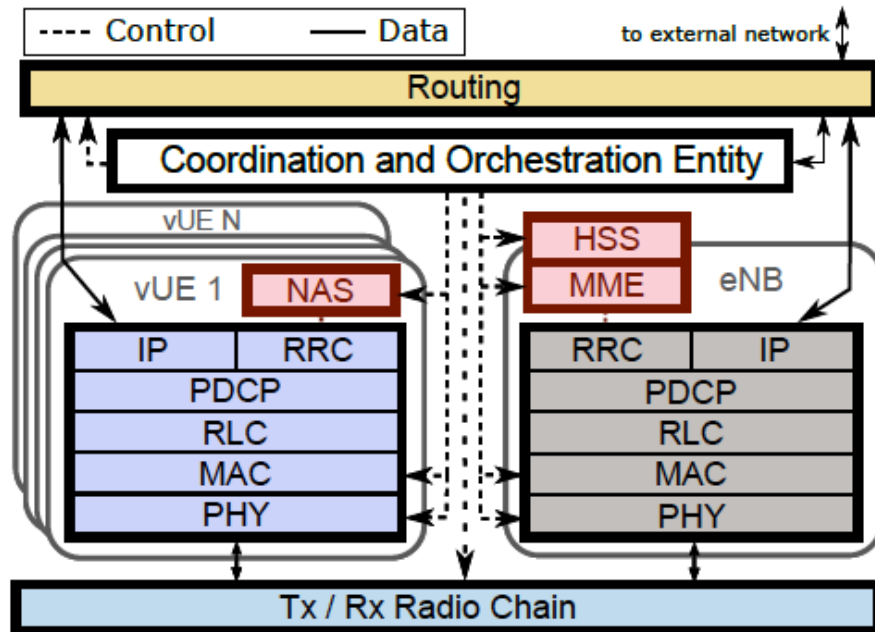 Control
Data
to external network
Routing
Coordination and Orchestration Entity
vUE N
vUE 1
NAS
IP
RRC
PDCP
RLC
MAC
PHY
HSS
MME
eNB
RRC
IP
PDCP
RLC
MAC
PHY
Tx / Rx Radio Chain